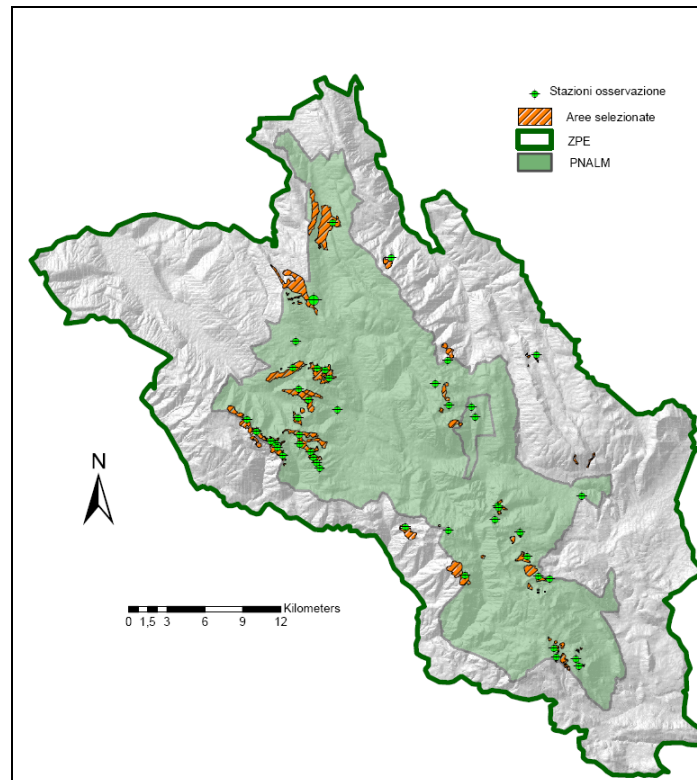 Stazioni osservazione
Aree selezionate
ZPE
PNALM
N
Kilometers
0 1,5 3 6 9 12